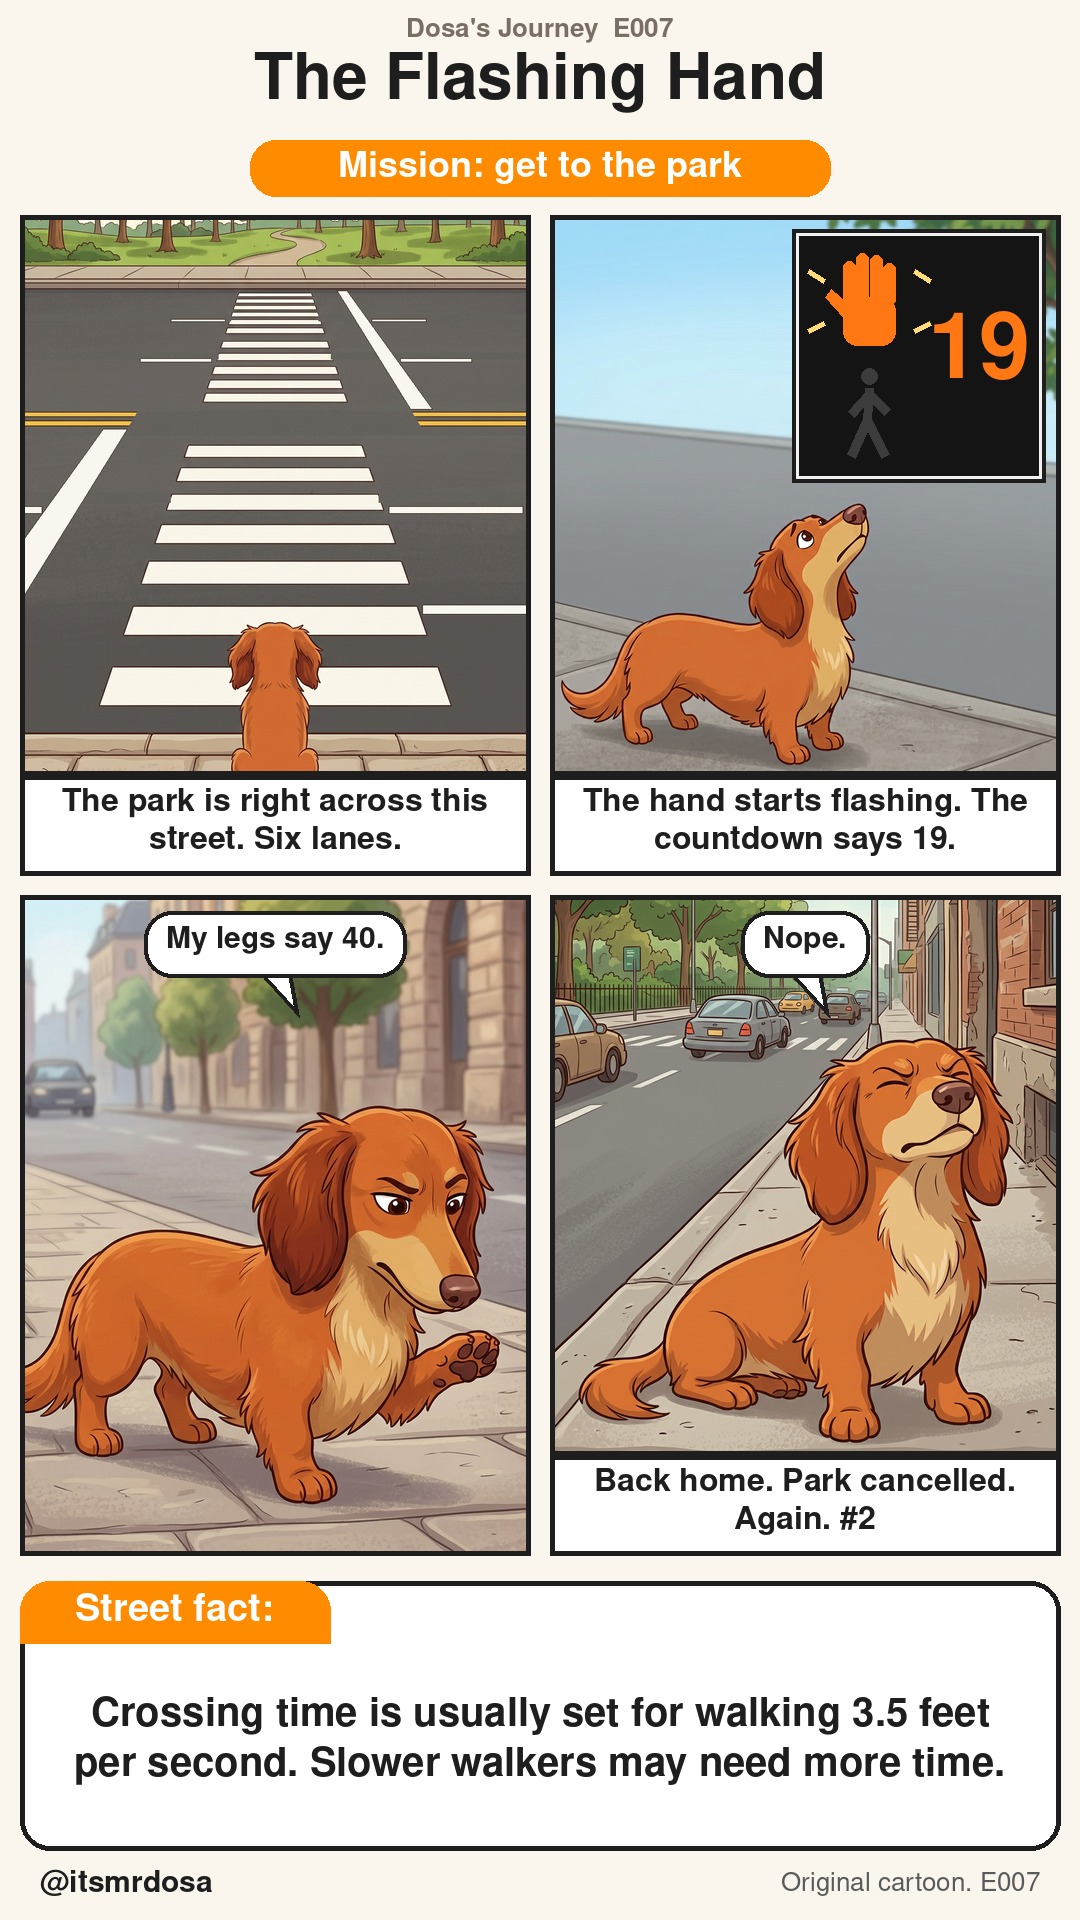 Dosa's Journey E007
The Flashing Hand
Mission: get to the park
The park is right across this
street. Six lanes.
19
The hand starts flashing. The
countdown says 19.
My legs say 40.
Nope.
Back home. Park cancelled.
Again. #2
Street fact:
Crossing time is usually set for walking 3.5 feet
per second. Slower walkers may need more time.
@itsmrdosa
Original cartoon. E007